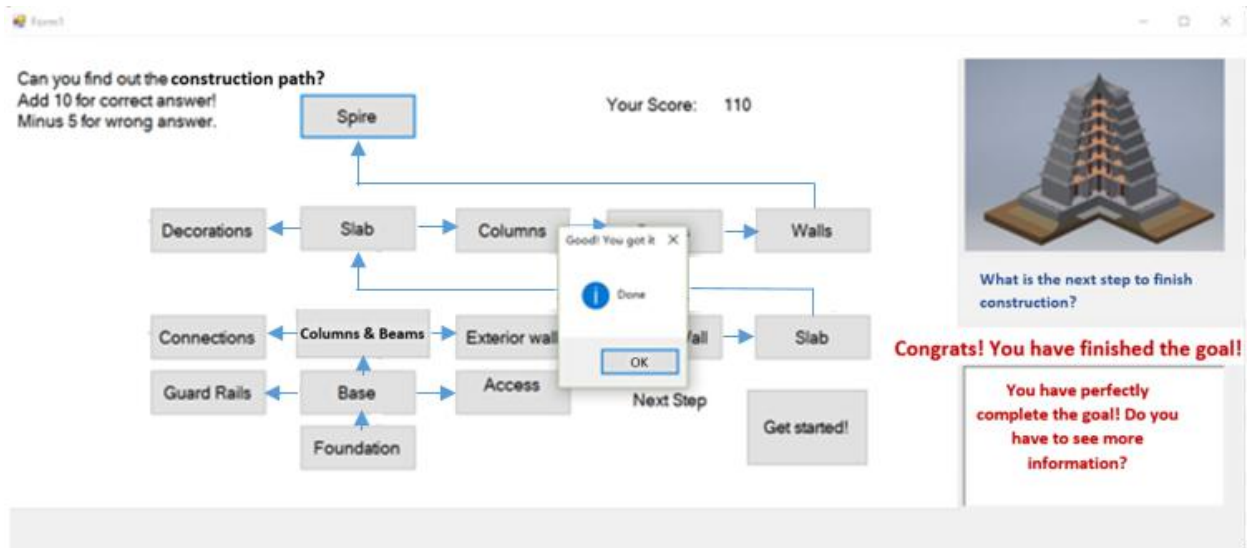 Form1
Can you find out the construction path?
Add 10 for correct answer!
Minus 5 for wrong answer.
Spire
Your Score: 110
Decorations
Slab
Columns
Walls
Good! You got it
Done
OK
What is the next step to finish
construction?
Connections
Columns & Beams
Exterior wall
Slab
Congrats! You have finished the goal!
Guard Rails
Base
Access
Next Step
Get started!
Foundation
You have perfectly
complete the goal! Do you
have to see more
information?